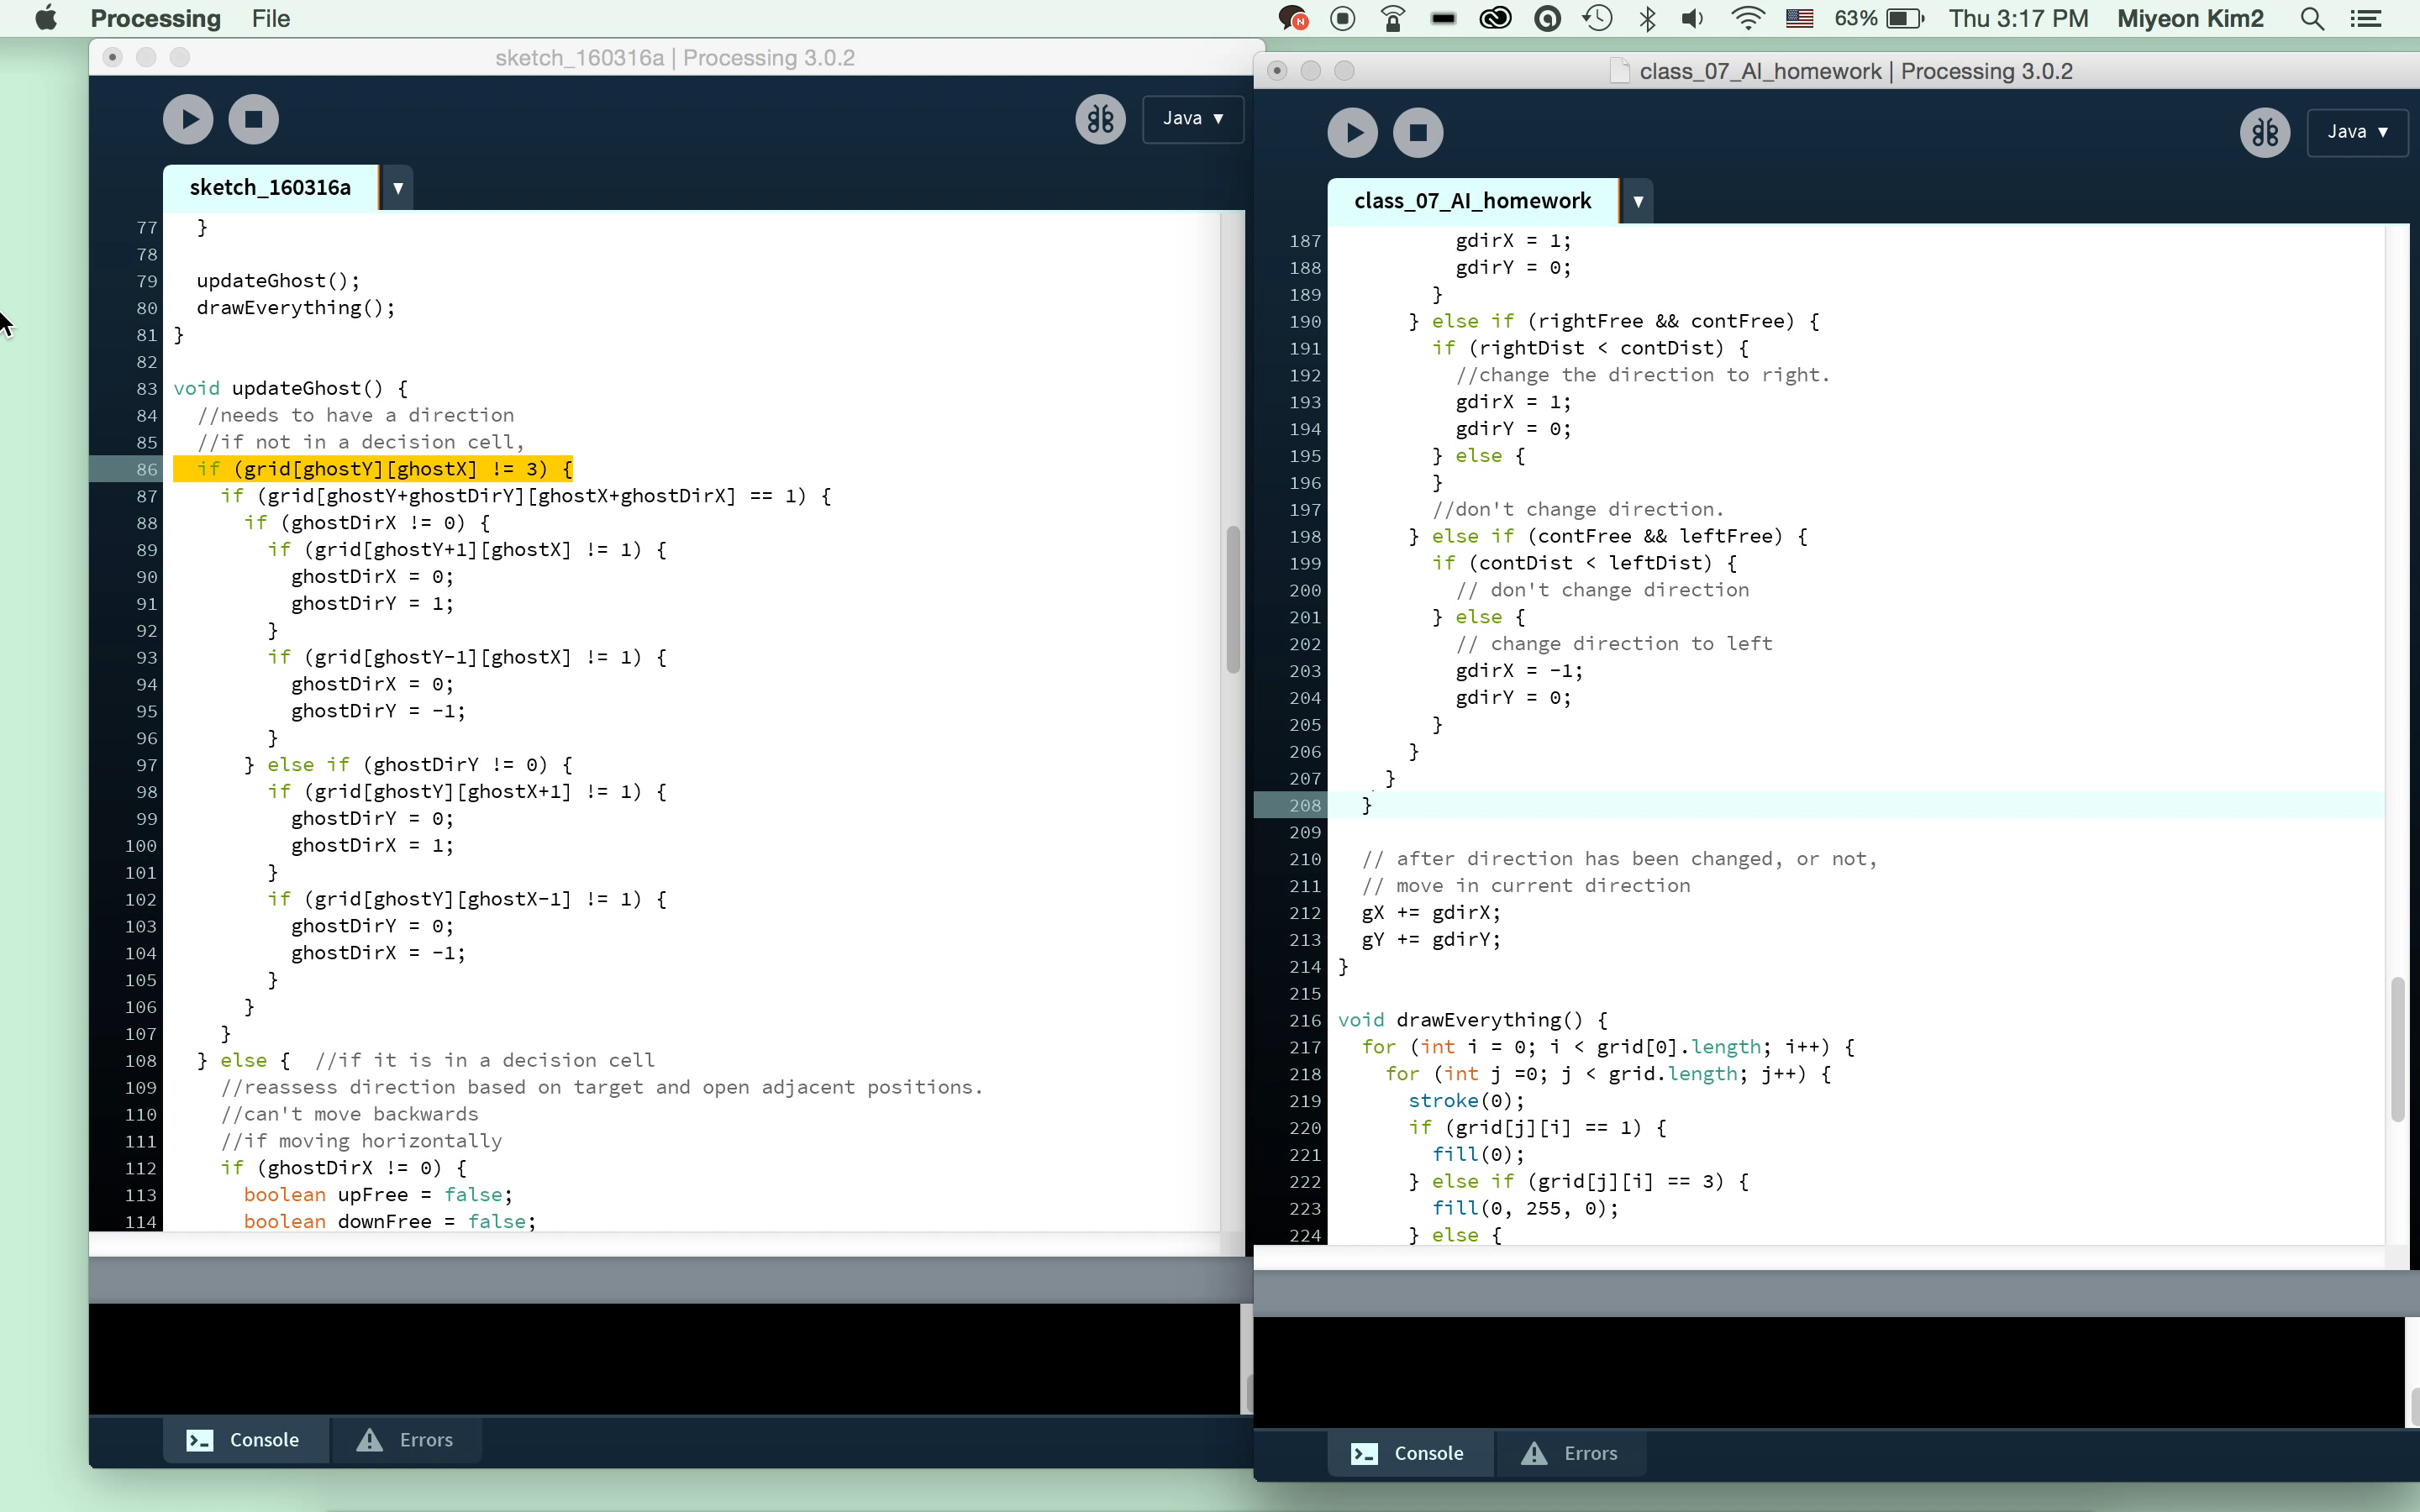 Processing File
63% Thu 3:17 PM Miyeon Kim2
sketch_160316a | Processing 3.0.2
Java
sketch_160316a
77 }
78
79 updateGhost();
80 drawEverything();
81 }
82
83 void updateGhost() {
84 //needs to have a direction
85 //if not in a decision cell,
86 if (grid[ghostY][ghostX] != 3) {
87 if (grid[ghostY+ghostDirY][ghostX+ghostDirX] == 1) {
88 if (ghostDirX != 0) {
89 if (grid[ghostY+1][ghostX] != 1) {
90 ghostDirX = 0;
91 ghostDirY = 1;
92 }
93 if (grid[ghostY-1][ghostX] != 1) {
94 ghostDirX = 0;
95 ghostDirY = -1;
96 }
97 } else if (ghostDirY != 0) {
98 if (grid[ghostY][ghostX+1] != 1) {
99 ghostDirY = 0;
100 ghostDirX = 1;
101 }
102 if (grid[ghostY][ghostX-1] != 1) {
103 ghostDirY = 0;
104 ghostDirX = -1;
105 }
106 }
107 }
108 } else { //if it is in a decision cell
109 //reassess direction based on target and open adjacent positions.
110 //can't move backwards
111 //if moving horizontally
112 if (ghostDirX != 0) {
113 boolean upFree = false;
114 boolean downFree = false;
Console Errors
class_07_AI_homework | Processing 3.0.2
Java
class_07_AI_homework
187 gdirX = 1;
188 gdirY = 0;
189 }
190 } else if (rightFree && contFree) {
191 if (rightDist < contDist) {
192 //change the direction to right.
193 gdirX = 1;
194 gdirY = 0;
195 } else {
196 }
197 //don't change direction.
198 } else if (contFree && leftFree) {
199 if (contDist < leftDist) {
200 // don't change direction
201 } else {
202 // change direction to left
203 gdirX = -1;
204 gdirY = 0;
205 }
206 }
207 }
208 }
209
210 // after direction has been changed, or not,
211 // move in current direction
212 gX += gdirX;
213 gY += gdirY;
214 }
215
216 void drawEverything() {
217 for (int i = 0; i < grid[0].length; i++) {
218 for (int j =0; j < grid.length; j++) {
219 stroke(0);
220 if (grid[j][i] == 1) {
221 fill(0);
222 } else if (grid[j][i] == 3) {
223 fill(0, 255, 0);
224 } else {
Console Errors